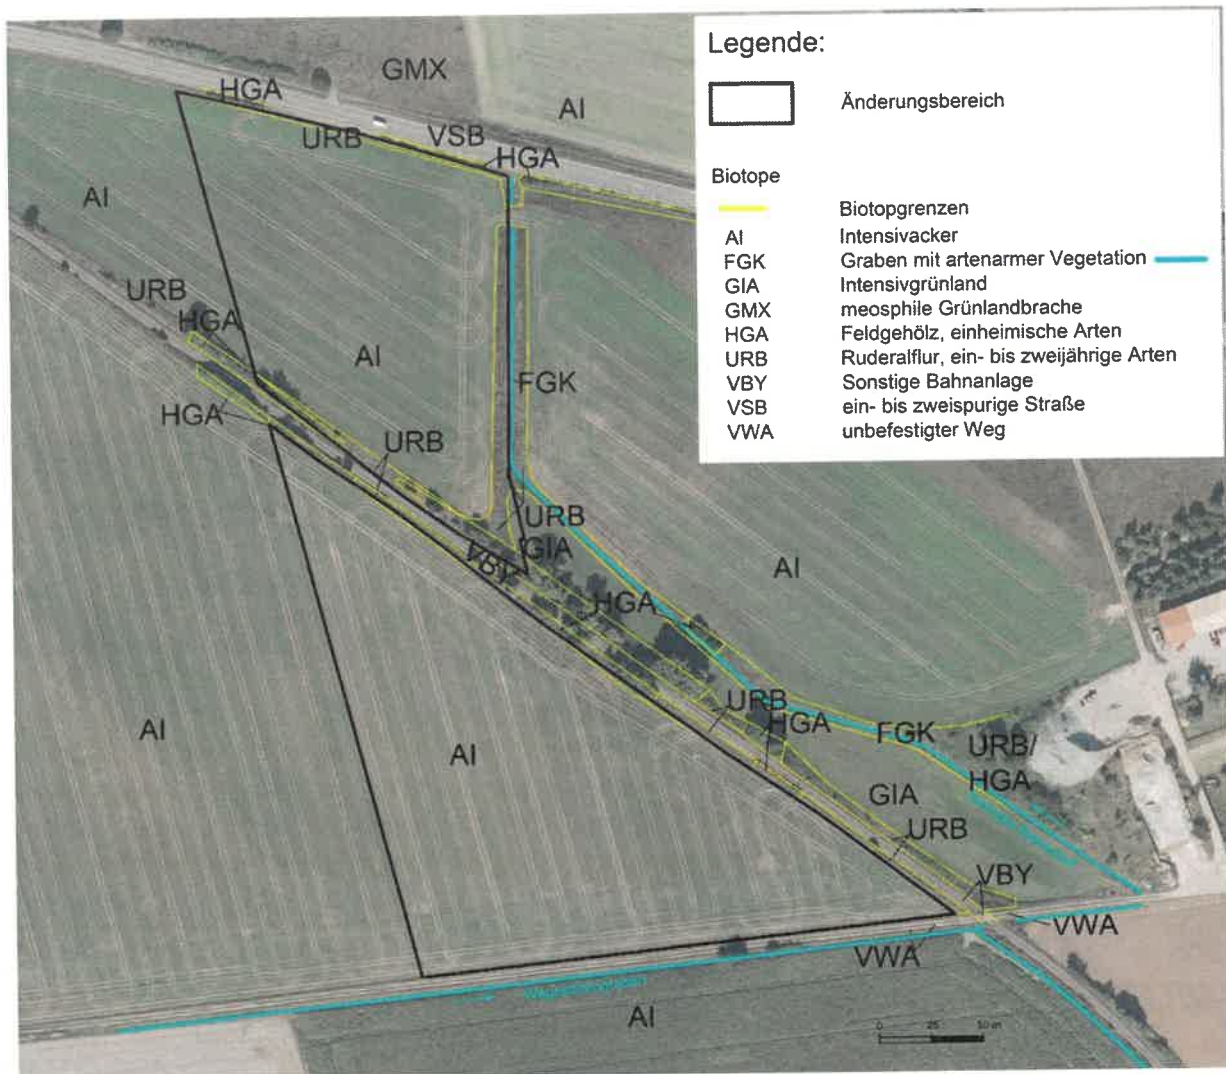 Legende:
Änderungsbereich
Biotope
Biotopgrenzen
AI Intensivacker
FGK Graben mit artenarmer Vegetation
GIA Intensivgrünland
GMX meosphile Grünlandbrache
HGA Feldgehölz, einheimische Arten
URB Ruderalflur, ein- bis zweijährige Arten
VBY Sonstige Bahnanlage
VSB ein- bis zweispurige Straße
VWA unbefestigter Weg
GMX
HGA
AI
URB
VSB
HGA
AI
URB
HGA
AI
FGK
HGA
URB
URB
GIA
VBY
AI
HGA
URB
HGA
FGK
URB/
HGA
AI
AI
GIA
URB
VBY
VWA
VWA
AI
0 25 50 m